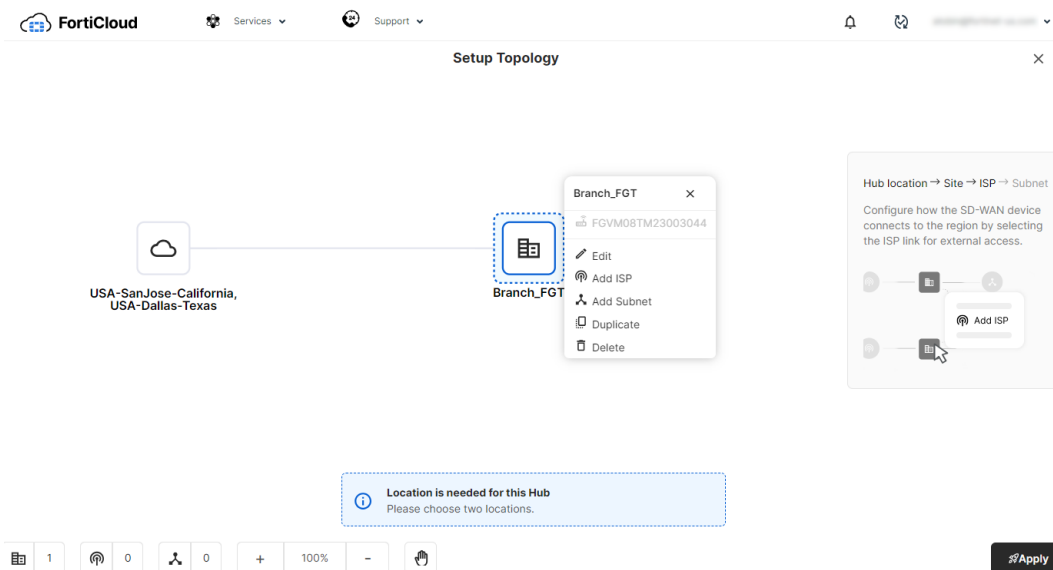 FortiCloud
Services
24
Support
Setup Topology
Branch_FGT
FGVM08TM23003044
Edit
Add ISP
Add Subnet
Duplicate
Delete
USA-SanJose-California,
USA-Dallas-Texas
Branch_FGT
Hub location → Site → ISP → Subnet
Configure how the SD-WAN device
connects to the region by selecting
the ISP link for external access.
Add ISP
Location is needed for this Hub
Please choose two locations.
1
0
0
+
100%
-
Apply